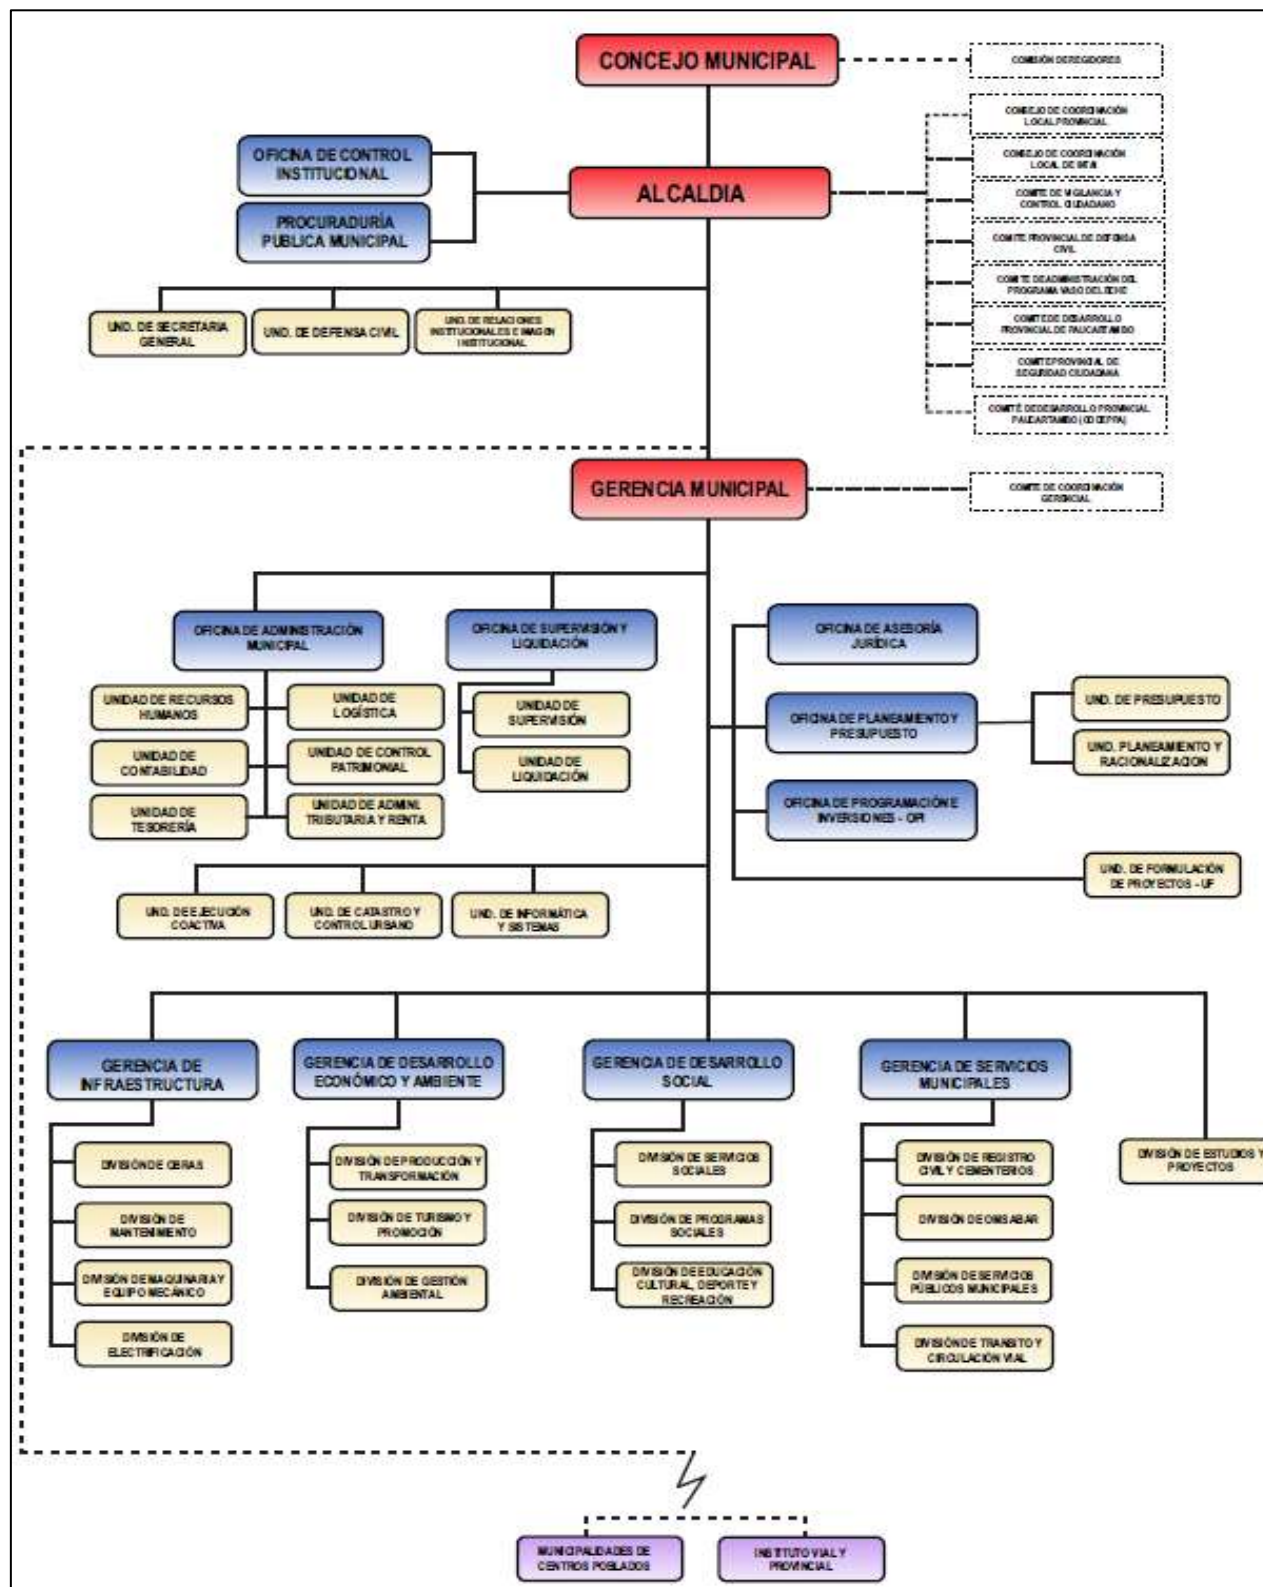 CONCEJO MUNICIPAL
COMISIÓN DE REGIDORES
CONSEJO DE COORDINACIÓN
LOCAL PROVINCIAL
OFICINA DE CONTROL
INSTITUCIONAL
CONSEJO DE COORDINACIÓN
LOCAL DE
ALCALDIA
COMITE DE VIGILANCIA Y
CONTROL CIUDADANO
PROCURADURÍA
PUBLICA MUNICIPAL
COMITE PROVINCIAL DE DEFENSA
CIVIL
COMITE DE ADMINISTRACIÓN DEL
PROGRAMA VASO DE LECHE
UND. DE SECRETARIA
GENERAL
UND. DE DEFENSA CIVIL
UND. DE RELACIONES
INSTITUCIONALES E IMAGEN
INSTITUCIONAL
COMITE DE DESARROLLO
PROVINCIAL DE PAUCARTAMBO
COMITE PROVINCIAL DE
SEGURIDAD CIUDADANA
COMITÉ DE DESARROLLO PROVINCIAL
PAUCARTAMBO
GERENCIA MUNICIPAL
COMITE DE COORDINACIÓN
GERENCIAL
OFICINA DE ADMINISTRACIÓN
MUNICIPAL
OFICINA DE SUPERVISIÓN Y
LIQUIDACIÓN
OFICINA DE ASESORÍA
JURÍDICA
UNIDAD DE RECURSOS
HUMANOS
UNIDAD DE
LOGÍSTICA
UNIDAD DE
SUPERVISIÓN
OFICINA DE PLANEAMIENTO Y
PRESUPUESTO
UND. DE PRESUPUESTO
UNIDAD DE
CONTABILIDAD
UNIDAD DE CONTROL
PATRIMONIAL
UNIDAD DE
LIQUIDACIÓN
UND. PLANEAMIENTO Y
RACIONALIZACION
UNIDAD DE
TESORERÍA
UNIDAD DE ADMINI.
TRIBUTARIA Y RENTA
OFICINA DE PROGRAMACIÓN E
INVERSIONES - OPI
UND. DE FORMULACIÓN
DE PROYECTOS - UF
UND. DE EJECUCIÓN
COACTIVA
UND. DE CATASTRO Y
CONTROL URBANO
UND. DE INFORMÁTICA
Y SISTEMAS
GERENCIA DE
INFRAESTRUCTURA
GERENCIA DE DESARROLLO
ECONÓMICO Y AMBIENTE
GERENCIA DE DESARROLLO
SOCIAL
GERENCIA DE SERVICIOS
MUNICIPALES
DIVISIÓN DE OBRAS
DIVISIÓN DE PRODUCCIÓN Y
TRANSFORMACIÓN
DIVISIÓN DE SERVICIOS
SOCIALES
DIVISIÓN DE REGISTRO
CIVIL Y CEMENTERIOS
DIVISIÓN DE ESTUDIOS Y
PROYECTOS
DIVISIÓN DE
MANTENIMIENTO
DIVISIÓN DE TURISMO Y
PROMOCIÓN
DIVISIÓN DE PROGRAMAS
SOCIALES
DIVISIÓN DE OMSABAR
DIVISIÓN DE MAQUINARIA Y
EQUIPO MECÁNICO
DIVISIÓN DE GESTIÓN
AMBIENTAL
DIVISIÓN DE EDUCACIÓN
CULTURAL, DEPORTE Y
RECREACIÓN
DIVISIÓN DE SERVICIOS
PÚBLICOS MUNICIPALES
DIVISIÓN DE
ELECTRIFICACIÓN
DIVISIÓN DE TRANSITO Y
CIRCULACIÓN VIAL
MUNICIPALIDADES DE
CENTROS POBLADOS
INSTITUTO VIAL Y
PROVINCIAL